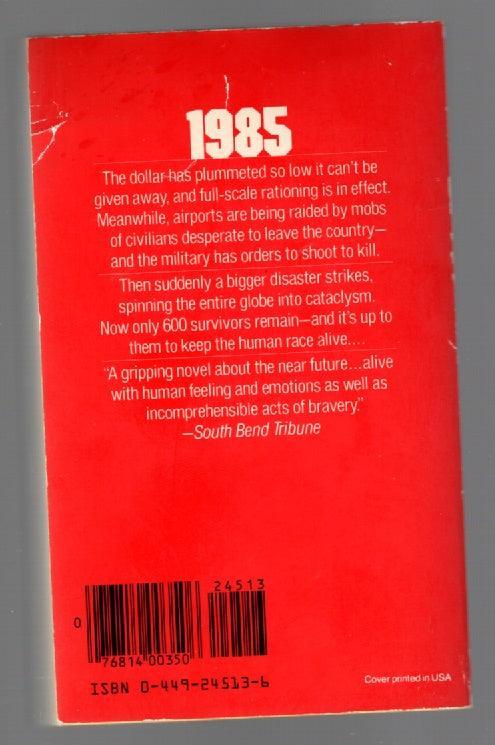 1985
The dollar has plummeted so low it can't be
given away, and full-scale rationing is in effect.
Meanwhile, airports are being raided by mobs
of civilians desperate to leave the country—
and the military has orders to shoot to kill.
Then suddenly a bigger disaster strikes,
spinning the entire globe into cataclysm.
Now only 600 survivors remain—and it's up to
them to keep the human race alive....
"A gripping novel about the near future...alive
with human feeling and emotions as well as
incomprehensible acts of bravery."
—South Bend Tribune
24513
0
76814 00350
ISBN 0-449-24513-6
Cover printed in USA